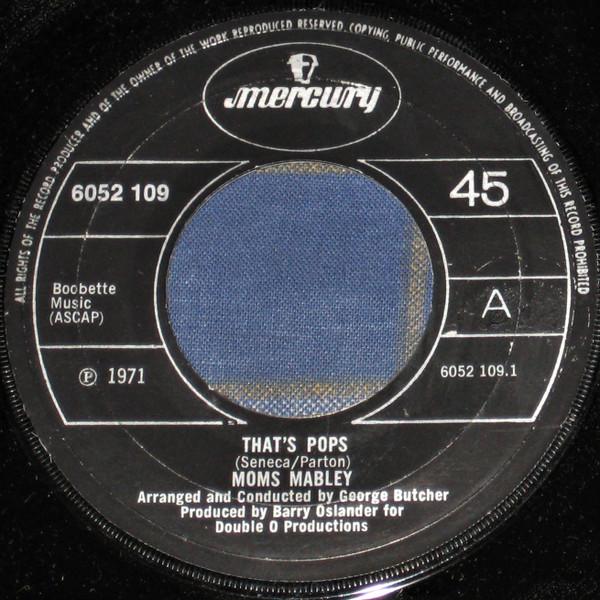 ALL RIGHTS OF THE RECORD PRODUCER AND OF THE OWNER OF THE WORK REPRODUCED RESERVED. COPYING, PUBLIC PERFORMANCE AND BROADCASTING OF THIS RECORD PROHIBITED
mercury
6052 109
45
Boobette
Music
(ASCAP)
A
Ⓟ 1971
6052 109.1
THAT'S POPS
(Seneca/Parton)
MOMS MABLEY
Arranged and Conducted by George Butcher
Produced by Barry Oslander for
Double O Productions